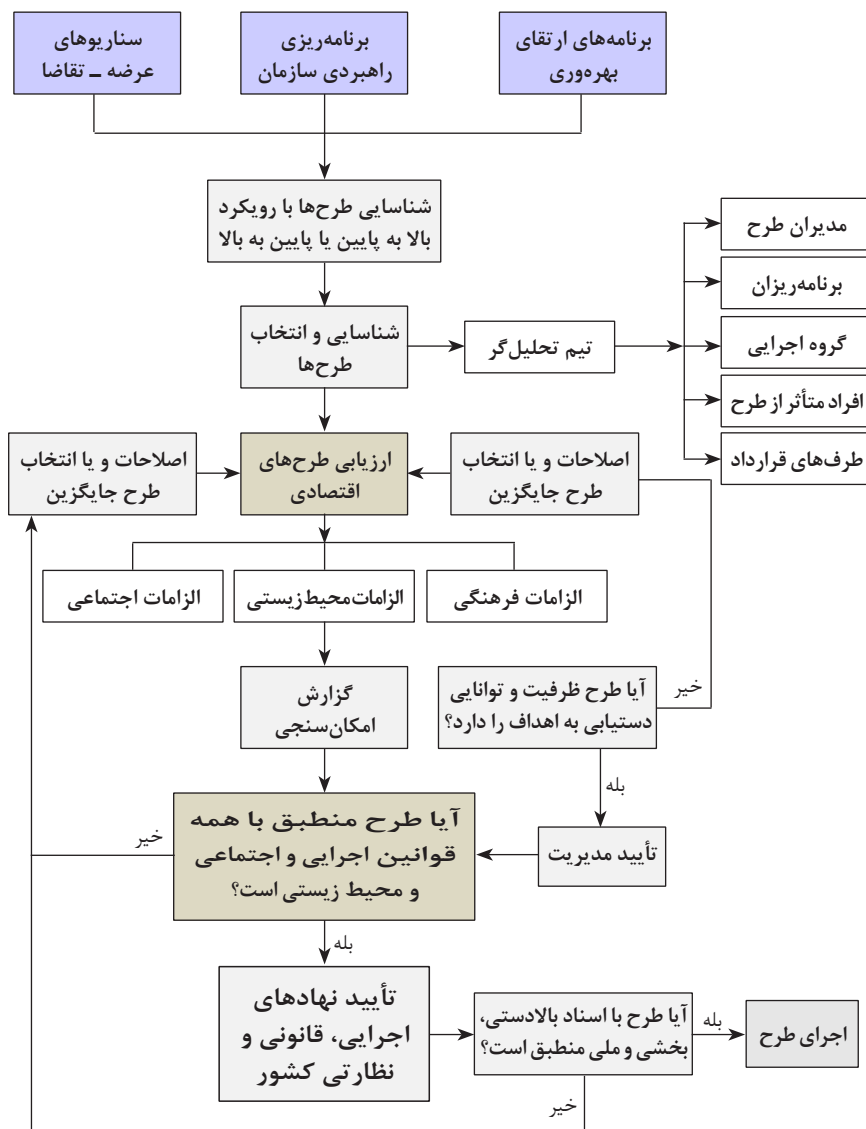 برنامه‌های ارتقای
بهره‌وری
برنامه‌ریزی
راهبردی سازمان
سناریوهای
عرضه ـ تقاضا
شناسایی طرح‌ها با رویکرد
بالا به پایین یا پایین به بالا
شناسایی و انتخاب
طرح‌ها
تیم تحلیل‌گر
مدیران طرح
برنامه‌ریزان
گروه اجرایی
افراد متأثر از طرح
طرف‌های قرارداد
اصلاحات و یا انتخاب
طرح جایگزین
ارزیابی طرح‌های
اقتصادی
اصلاحات و یا انتخاب
طرح جایگزین
الزامات فرهنگی
الزامات محیط زیستی
الزامات اجتماعی
گزارش
امکان‌سنجی
آیا طرح ظرفیت و توانایی
دستیابی به اهداف را دارد؟
خیر
بله
تأیید مدیریت
آیا طرح منطبق با همه
قوانین اجرایی و اجتماعی
و محیط زیستی است؟
خیر
بله
تأیید نهادهای
اجرایی، قانونی و
نظارتی کشور
آیا طرح با اسناد بالادستی،
بخشی و ملی منطبق است؟
بله
اجرای طرح
خیر